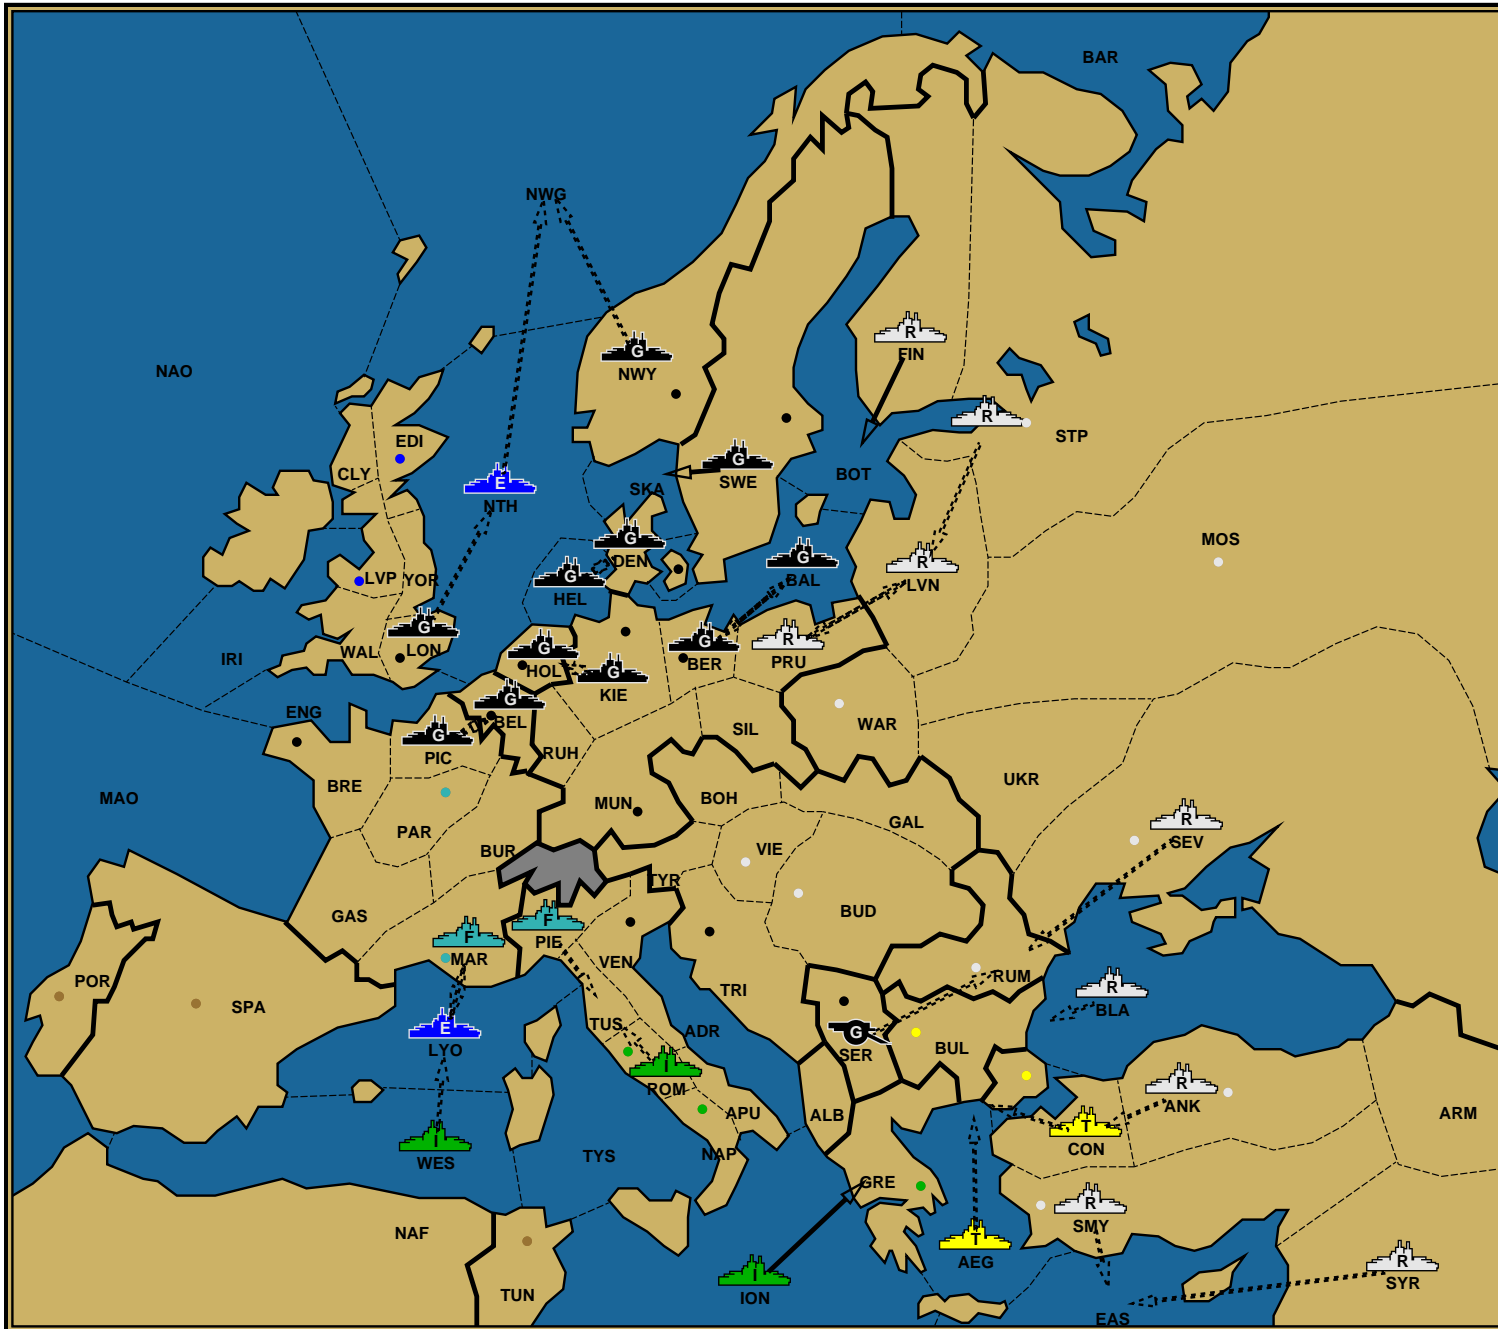 BAR
NWG
R
FIN
G
NWY
NAO
R
STP
EDI
CLY
E
NTH
SKA
G
SWE
BOT
MOS
G
DEN
G
BAL
G
HEL
R
LVN
LVP
YOR
G
LON
WAL
IRI
G
HOL
G
KIE
G
BER
R
PRU
ENG
G
BEL
G
PIC
RUH
SIL
WAR
BRE
MAO
PAR
BUR
MUN
BOH
GAL
UKR
R
SEV
VIE
TYR
BUD
GAS
F
MAR
F
PIE
VEN
POR
SPA
TRI
RUM
R
BLA
E
LYO
TUS
ADR
G
SER
BUL
I
ROM
R
ANK
APU
ALB
T
CON
ARM
I
WES
TYS
NAP
GRE
R
SMY
NAF
T
AEG
I
ION
R
SYR
TUN
EAS